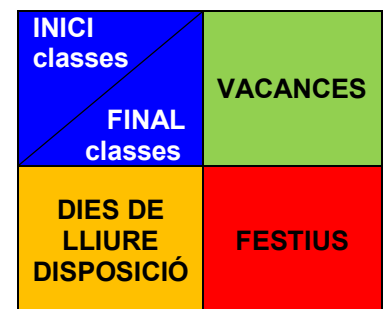 INICI
classes
FINAL
classes
VACANCES
DIES DE
LLIURE
DISPOSICIÓ
FESTIUS